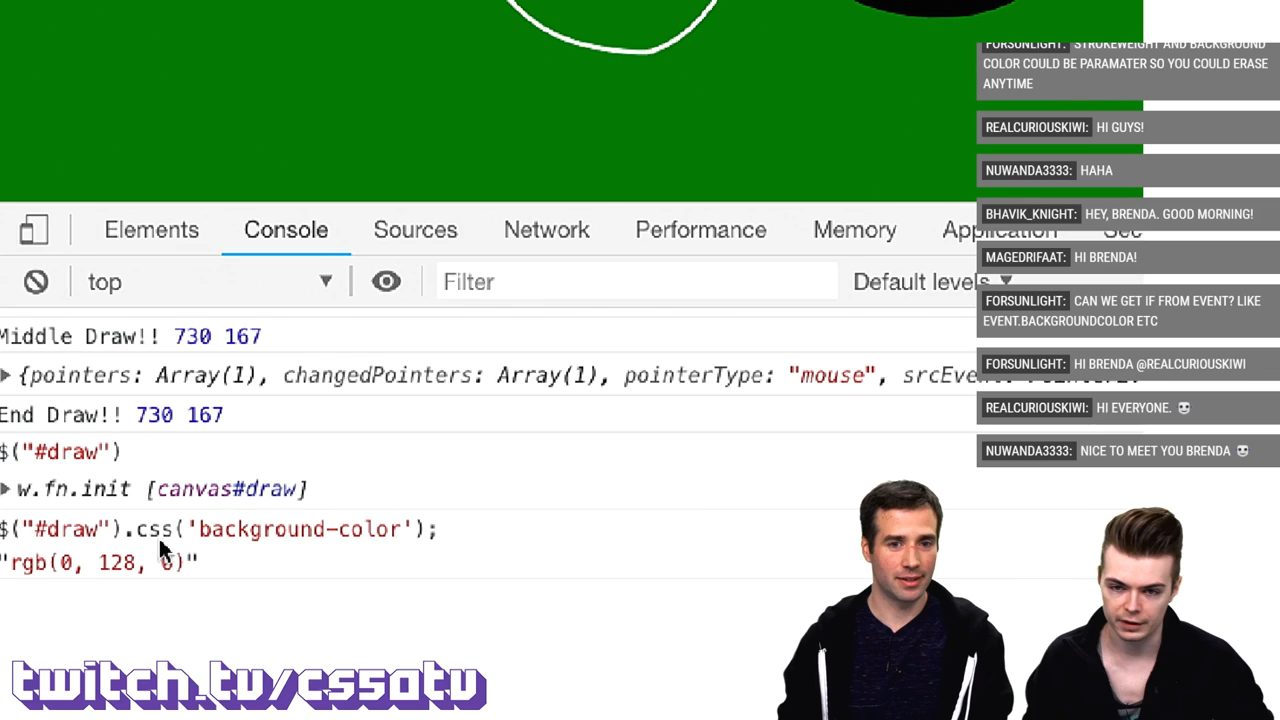 Elements
Console
Sources
Network
Performance
Memory
top
Filter
Default levels
Middle Draw!! 730 167
{pointers: Array(1), changedPointers: Array(1), pointerType: "mouse",
End Draw!! 730 167
$("#draw")
w.fn.init [canvas#draw]
$("#draw").css('background-color');
"rgb(0, 128, 0)"
FORSUNLIGHT: STROKEWEIGHT AND BACKGROUND
COLOR COULD BE PARAMATER SO YOU COULD ERASE
ANYTIME
REALCURIOUSKIWI: HI GUYS!
NUWANDA3333: HAHA
BHAVIK_KNIGHT: HEY, BRENDA. GOOD MORNING!
MAGEDRIFAAT: HI BRENDA!
FORSUNLIGHT: CAN WE GET IF FROM EVENT? LIKE
EVENT.BACKGROUNDCOLOR ETC
FORSUNLIGHT: HI BRENDA @REALCURIOUSKIWI
REALCURIOUSKIWI: HI EVERYONE.
NUWANDA3333: NICE TO MEET YOU BRENDA
twitch.tv/cssatv